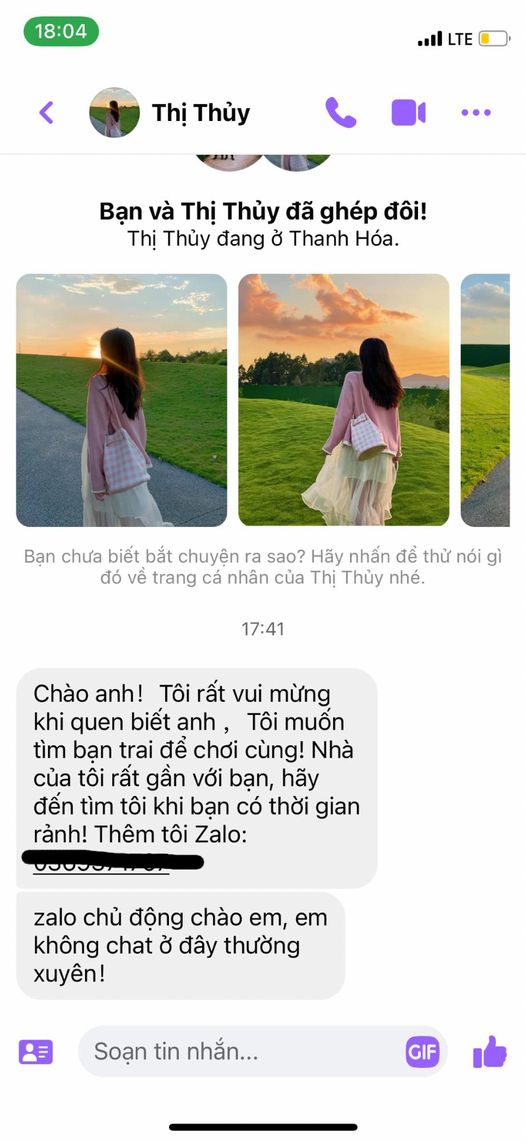 18:04
LTE
Thị Thủy
Bạn và Thị Thủy đã ghép đôi!
Thị Thủy đang ở Thanh Hóa.
Bạn chưa biết bắt chuyện ra sao? Hãy nhấn để thử nói gì
đó về trang cá nhân của Thị Thủy nhé.
17:41
Chào anh！ Tôi rất vui mừng
khi quen biết anh， Tôi muốn
tìm bạn trai để chơi cùng! Nhà
của tôi rất gần với bạn, hãy
đến tìm tôi khi bạn có thời gian
rảnh! Thêm tôi Zalo:
zalo chủ động chào em, em
không chat ở đây thường
xuyên!
Soạn tin nhắn...
GIF